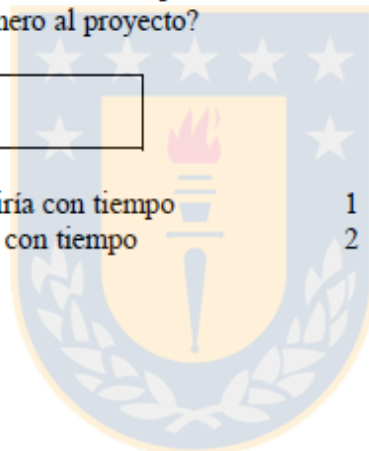 nero al proyecto?
iría con tiempo 1
con tiempo 2